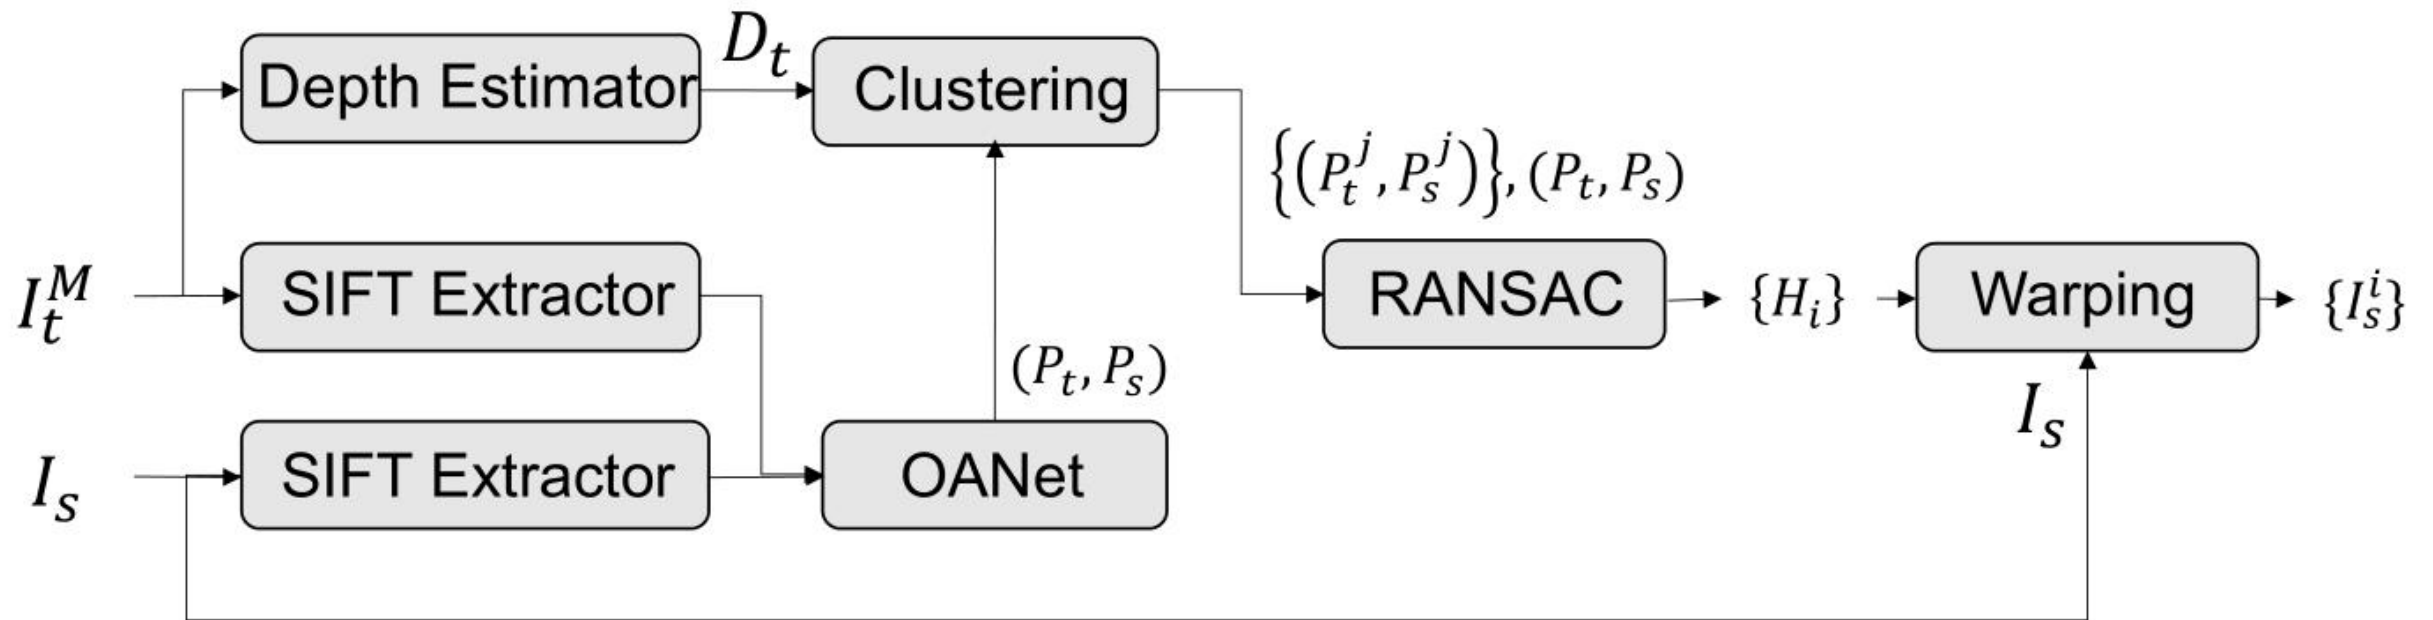 Depth Estimator
D_t
Clustering
{(P_t^j, P_s^j)}, (P_t, P_s)
I_t^M
SIFT Extractor
RANSAC
{H_i}
Warping
{I_s^i}
(P_t, P_s)
I_s
I_s
SIFT Extractor
OANet